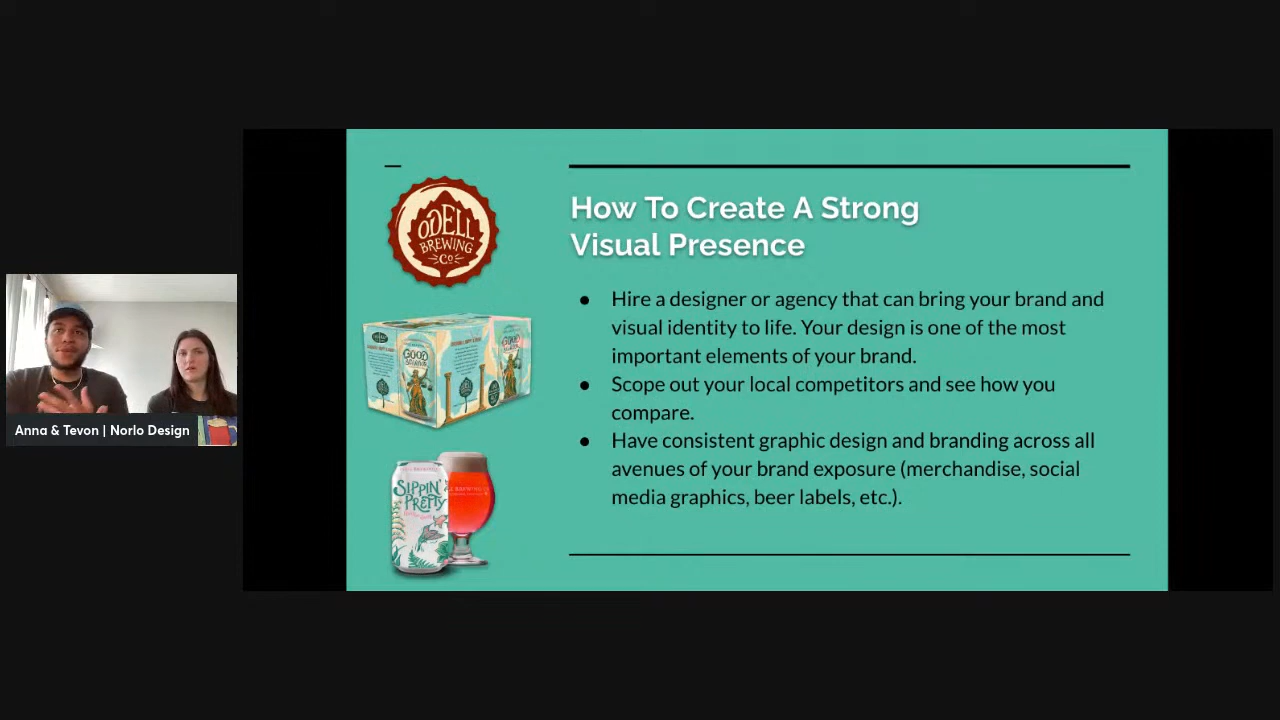 How To Create A Strong
Visual Presence
● Hire a designer or agency that can bring your brand and
visual identity to life. Your design is one of the most
important elements of your brand.
● Scope out your local competitors and see how you
compare.
● Have consistent graphic design and branding across all
avenues of your brand exposure (merchandise, social
media graphics, beer labels, etc.).
ODELL
BREWING
Co
GOOD
SIPPIN'
PRETTY
Anna & Tevon | Norlo Design